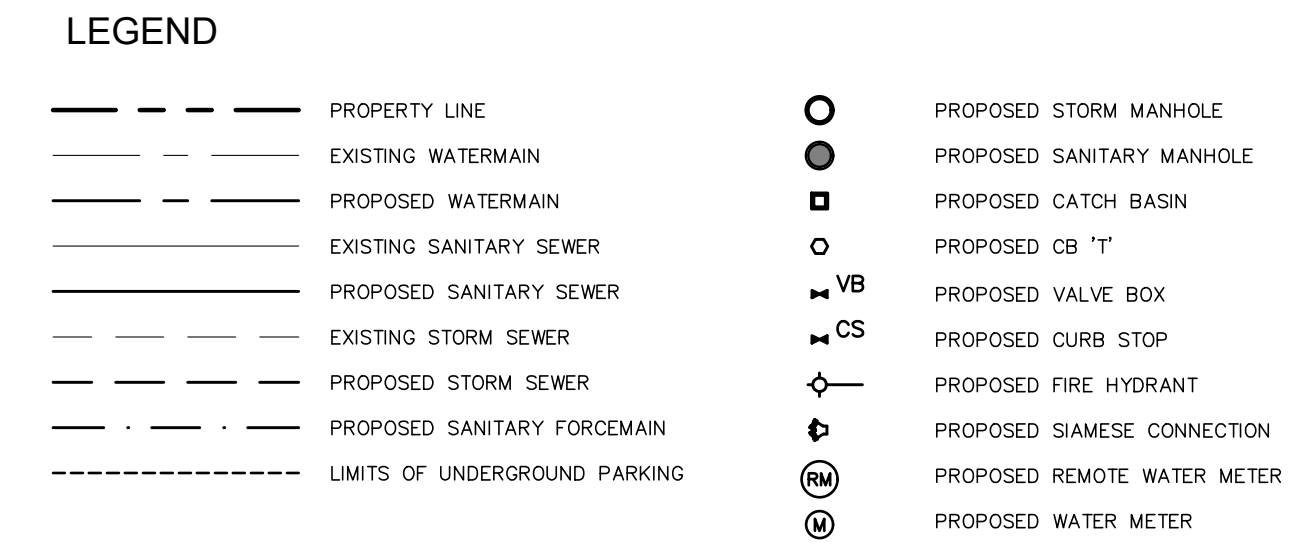 LEGEND
PROPERTY LINE
EXISTING WATERMAIN
PROPOSED WATERMAIN
EXISTING SANITARY SEWER
PROPOSED SANITARY SEWER
EXISTING STORM SEWER
PROPOSED STORM SEWER
PROPOSED SANITARY FORCEMAIN
LIMITS OF UNDERGROUND PARKING
PROPOSED STORM MANHOLE
PROPOSED SANITARY MANHOLE
PROPOSED CATCH BASIN
PROPOSED CB 'T'
VB PROPOSED VALVE BOX
CS PROPOSED CURB STOP
PROPOSED FIRE HYDRANT
PROPOSED SIAMESE CONNECTION
RM PROPOSED REMOTE WATER METER
M PROPOSED WATER METER